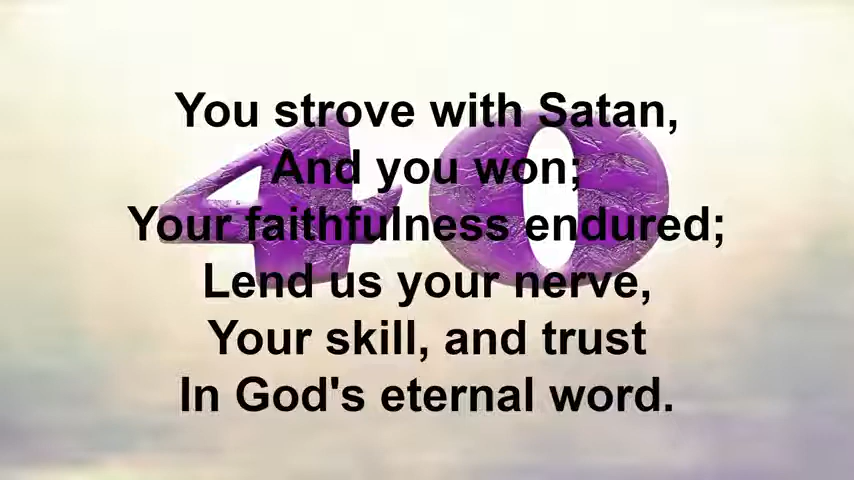 40
You strove with Satan,
And you won;
Your faithfulness endured;
Lend us your nerve,
Your skill, and trust
In God's eternal word.